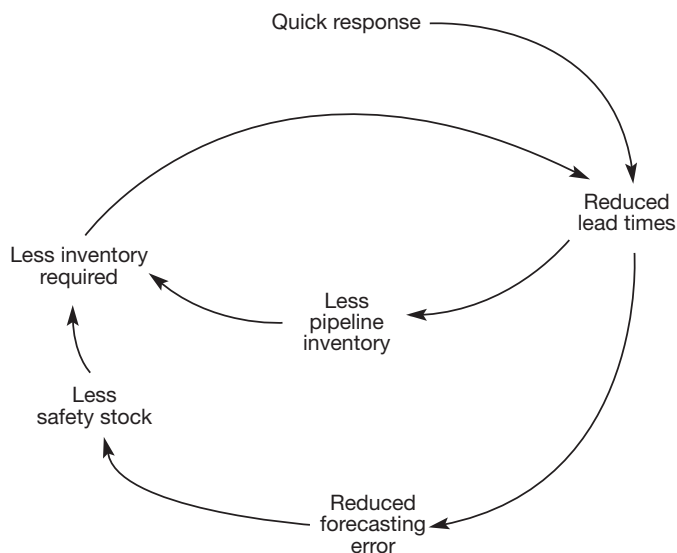 Quick response
Reduced
lead times
Less inventory
required
Less
pipeline
inventory
Less
safety stock
Reduced
forecasting
error